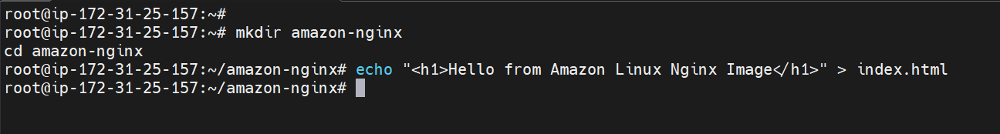 root@ip-172-31-25-157:~#
root@ip-172-31-25-157:~# mkdir amazon-nginx
cd amazon-nginx
root@ip-172-31-25-157:~/amazon-nginx# echo "<h1>Hello from Amazon Linux Nginx Image</h1>" > index.html
root@ip-172-31-25-157:~/amazon-nginx#